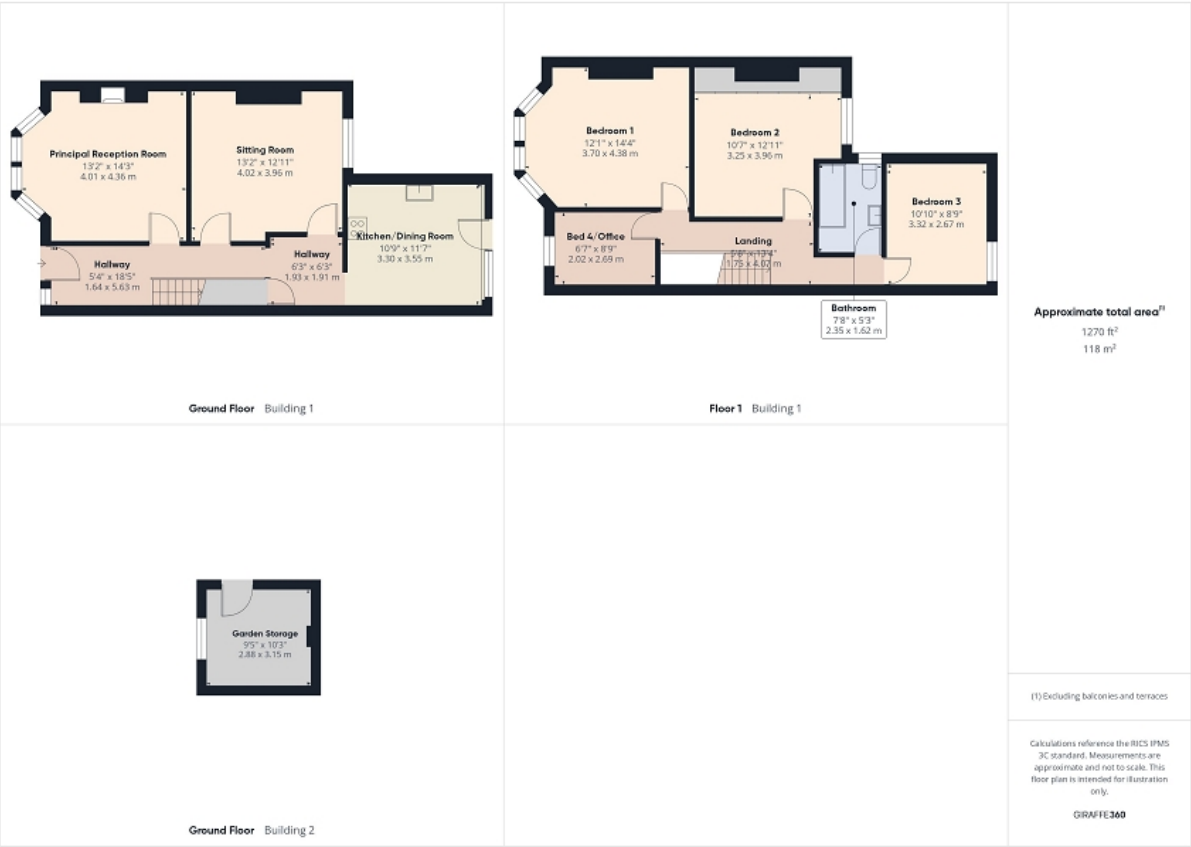 Principal Reception Room
13'2" x 14'3"
4.01 x 4.36 m
Sitting Room
13'2" x 12'11"
4.02 x 3.96 m
Kitchen/Dining Room
10'9" x 11'7"
3.30 x 3.55 m
Hallway
5'4" x 18'5"
1.64 x 5.63 m
Hallway
6'3" x 6'3"
1.93 x 1.91 m
Ground Floor Building 1
Bedroom 1
12'1" x 14'4"
3.70 x 4.38 m
Bedroom 2
10'7" x 12'11"
3.25 x 3.96 m
Bedroom 3
10'10" x 8'9"
3.32 x 2.67 m
Bed 4/Office
6'7" x 8'9"
2.02 x 2.69 m
Landing
5'8" x 13'4"
1.75 x 4.07 m
Bathroom
7'8" x 5'3"
2.35 x 1.62 m
Floor 1 Building 1
Garden Storage
9'5" x 10'3"
2.88 x 3.15 m
Ground Floor Building 2
Approximate total area(1)
1270 ft²
118 m²
(1) Excluding balconies and terraces
Calculations reference the RICS IPMS
3C standard. Measurements are
approximate and not to scale. This
floor plan is intended for illustration
only.
GIRAFFE360